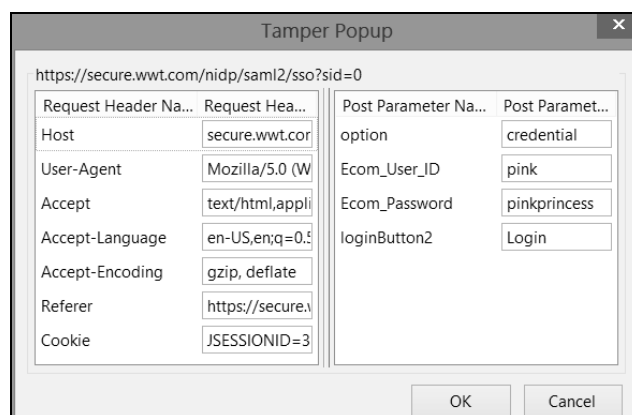 Tamper Popup
https://secure.wwt.com/nidp/saml2/sso?sid=0
Request Header Na... Request Hea... Post Parameter Na... Post Paramet...
Host secure.wwt.cor option credential
User-Agent Mozilla/5.0 (W Ecom_User_ID pink
Accept text/html,appli Ecom_Password pinkprincess
Accept-Language en-US,en;q=0.5 loginButton2 Login
Accept-Encoding gzip, deflate
Referer https://secure.
Cookie JSESSIONID=3
OK Cancel